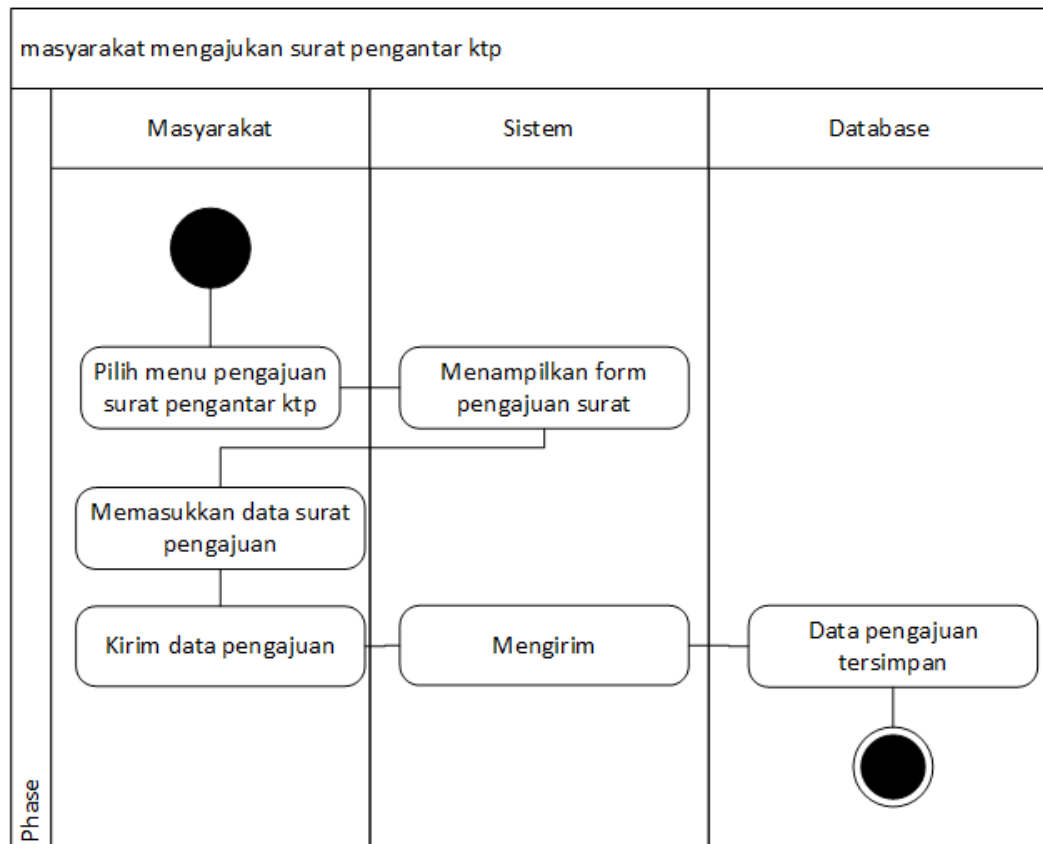 masyarakat mengajukan surat pengantar ktp
Masyarakat
Sistem
Database
Pilih menu pengajuan
surat pengantar ktp
Menampilkan form
pengajuan surat
Memasukkan data surat
pengajuan
Kirim data pengajuan
Mengirim
Data pengajuan
tersimpan
Phase